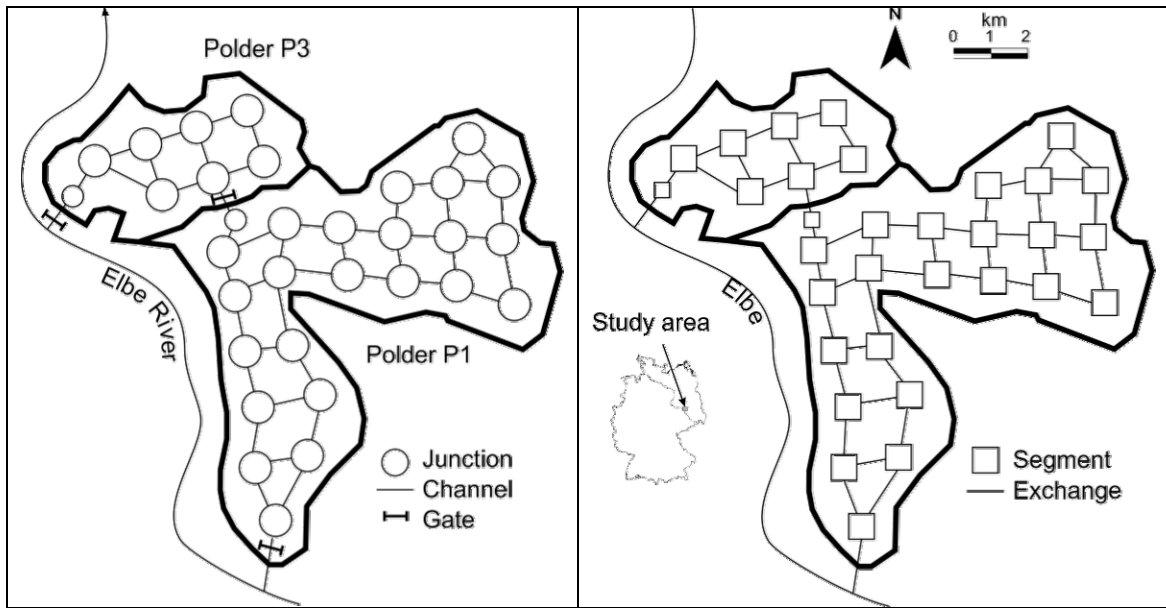 Polder P3
Elbe River
Polder P1
Junction
Channel
Gate
N
km
0 1 2
Elbe
Study area
Segment
Exchange